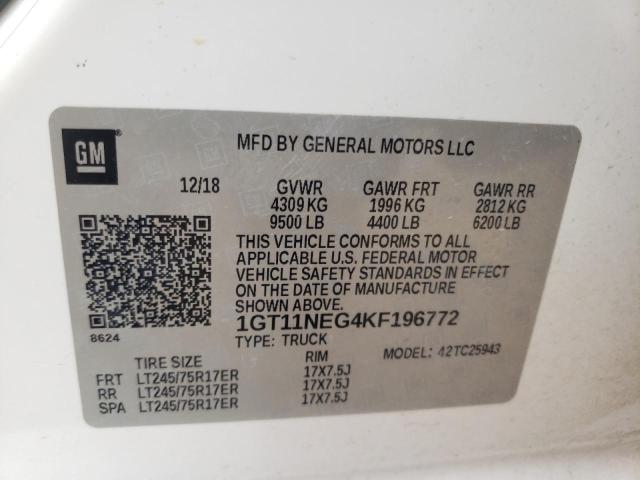 GM
MFD BY GENERAL MOTORS LLC
12/18 GVWR GAWR FRT GAWR RR
4309 KG 1996 KG 2812 KG
9500 LB 4400 LB 6200 LB
THIS VEHICLE CONFORMS TO ALL
APPLICABLE U.S. FEDERAL MOTOR
VEHICLE SAFETY STANDARDS IN EFFECT
ON THE DATE OF MANUFACTURE
SHOWN ABOVE.
1GT11NEG4KF196772
8624
TYPE: TRUCK MODEL: 42TC25943
TIRE SIZE RIM
FRT LT245/75R17ER 17X7.5J
RR LT245/75R17ER 17X7.5J
SPA LT245/75R17ER 17X7.5J